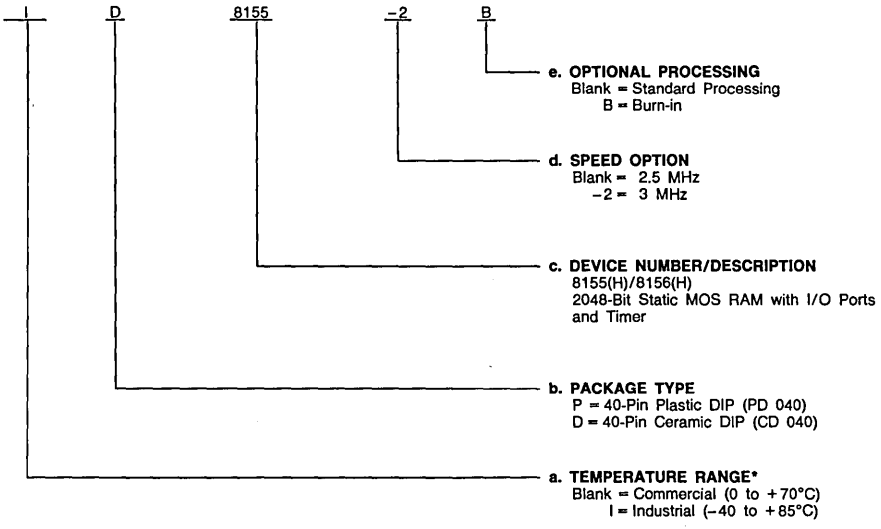 I D 8155 -2 B
e. OPTIONAL PROCESSING
Blank = Standard Processing
B = Burn-in
d. SPEED OPTION
Blank = 2.5 MHz
-2 = 3 MHz
c. DEVICE NUMBER/DESCRIPTION
8155(H)/8156(H)
2048-Bit Static MOS RAM with I/O Ports
and Timer
b. PACKAGE TYPE
P = 40-Pin Plastic DIP (PD 040)
D = 40-Pin Ceramic DIP (CD 040)
a. TEMPERATURE RANGE*
Blank = Commercial (0 to +70°C)
I = Industrial (-40 to +85°C)